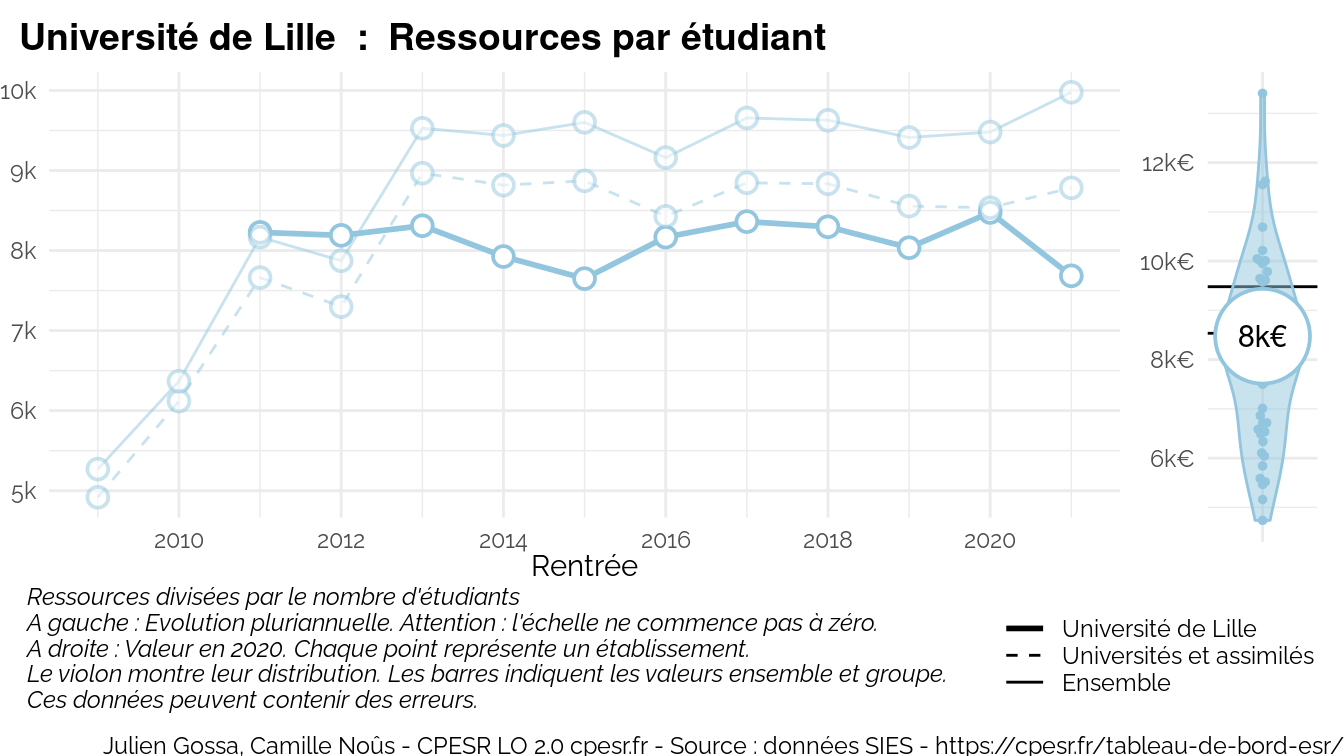 Université de Lille : Ressources par étudiant
10k
9k
8k
7k
6k
5k
2010
2012
2014
2016
2018
2020
Rentrée
12k€
10k€
8k€
6k€
8k€
Ressources divisées par le nombre d'étudiants
A gauche : Evolution pluriannuelle. Attention : l'échelle ne commence pas à zéro.
A droite : Valeur en 2020. Chaque point représente un établissement.
Le violon montre leur distribution. Les barres indiquent les valeurs ensemble et groupe.
Ces données peuvent contenir des erreurs.
Université de Lille
Universités et assimilés
Ensemble
Julien Gossa, Camille Noûs - CPESR LO 2.0 cpesr.fr - Source : données SIES - https://cpesr.fr/tableau-de-bord-esr/